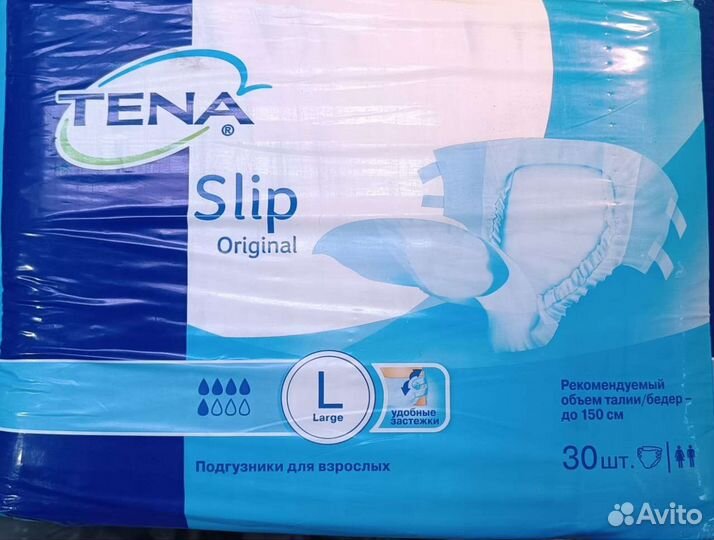 TENA®
Slip
Original
L
Large
удобные
застежки
Рекомендуемый
объем талии/бедер –
до 150 см
30 шт.
Подгузники для взрослых
Avito